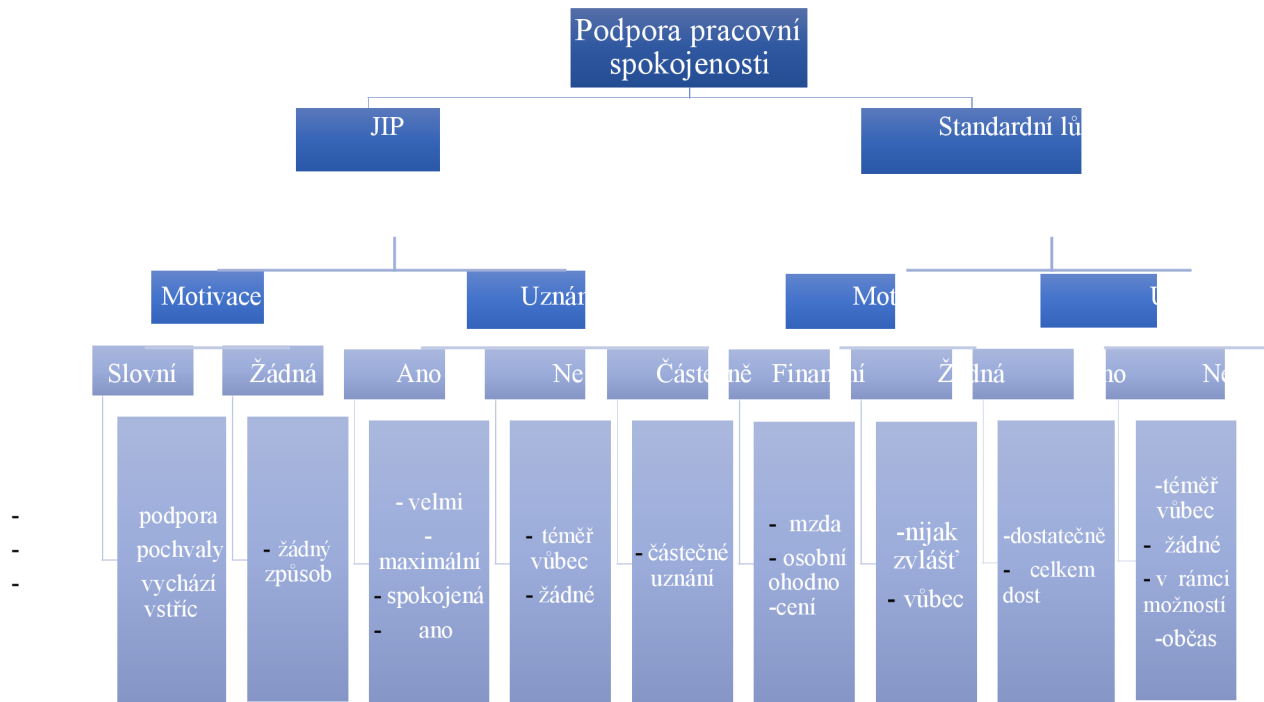 Podpora pracovní
spokojenosti
JIP
Standardní lů
Motivace
Uznán
Mot
Slovní
Žádná
Ano
Ne
Částečně
Finanční
Žádná
no
Ne
podpora
pochvaly
vychází
vstříc
- žádný
způsob
- velmi
-
maximální
- spokojená
- ano
- téměř
vůbec
- žádné
- částečné
uznání
- mzda
- osobní
ohodno
-cení
-nijak
zvlášť
- vůbec
-dostatečně
- celkem
dost
-téměř
vůbec
- žádné
- v rámci
možností
-občas